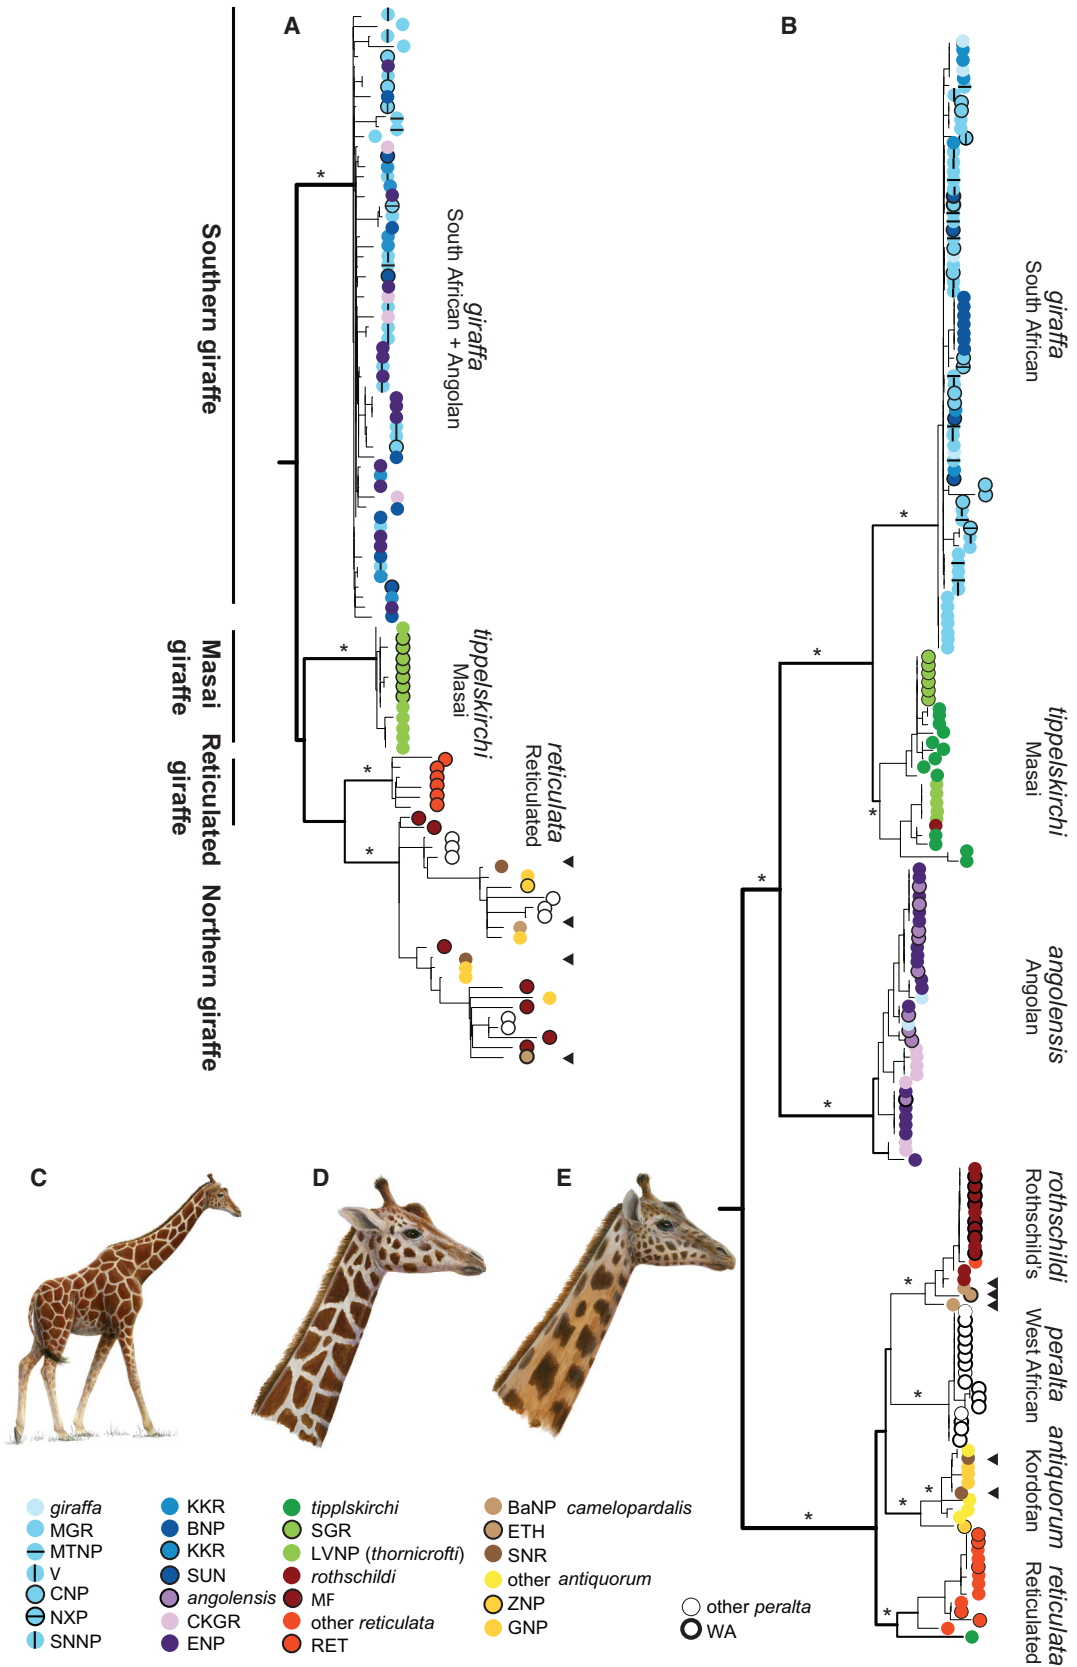 A
B
giraffa
South African + Angolan
tippelskirchi
Masai
reticulata
Reticulated
Southern giraffe
Masai
giraffe
Reticulated
giraffe
Northern giraffe
*
*
*
*
giraffa
South African
tippelskirchi
Masai
angolensis
Angolan
rothschildi
Rothschild's
peralta
West African
antiquorum
Kordofan
reticulata
Reticulated
*
*
*
*
*
*
*
*
*
*
*
C
D
E
giraffa
MGR
MTNP
V
CNP
NXP
SNNP
KKR
BNP
KKR
SUN
angolensis
CKGR
ENP
tipplskirchi
SGR
LVNP (thornicrofti)
rothschildi
MF
other reticulata
RET
BaNP camelopardalis
ETH
SNR
other antiquorum
ZNP
GNP
other peralta
WA